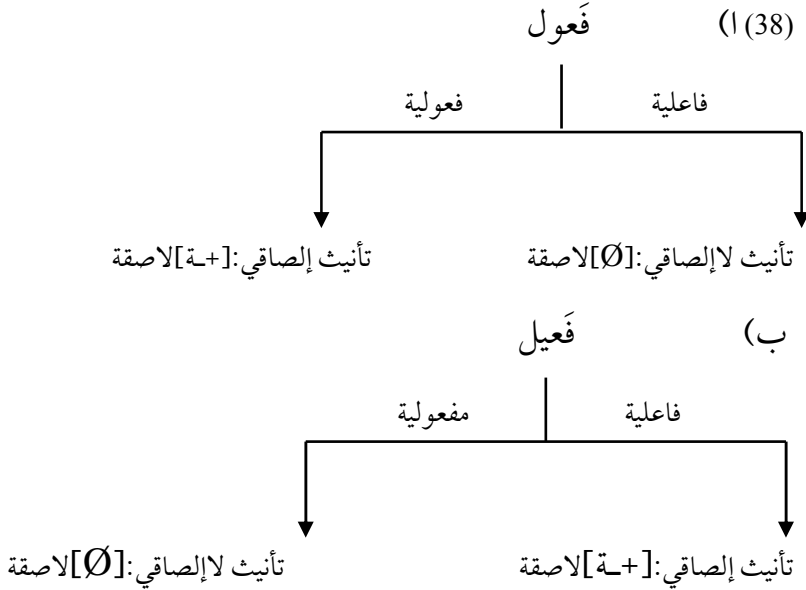 (38) ا) فَعول
فاعلية فعولية
تأنيث لاإلصاقي:[Ø]لاصقة تأنيث إلصاقي:[+ـة]لاصقة
ب) فَعيل
فاعلية مفعولية
تأنيث إلصاقي:[+ـة]لاصقة تأنيث لاإلصاقي:[Ø]لاصقة